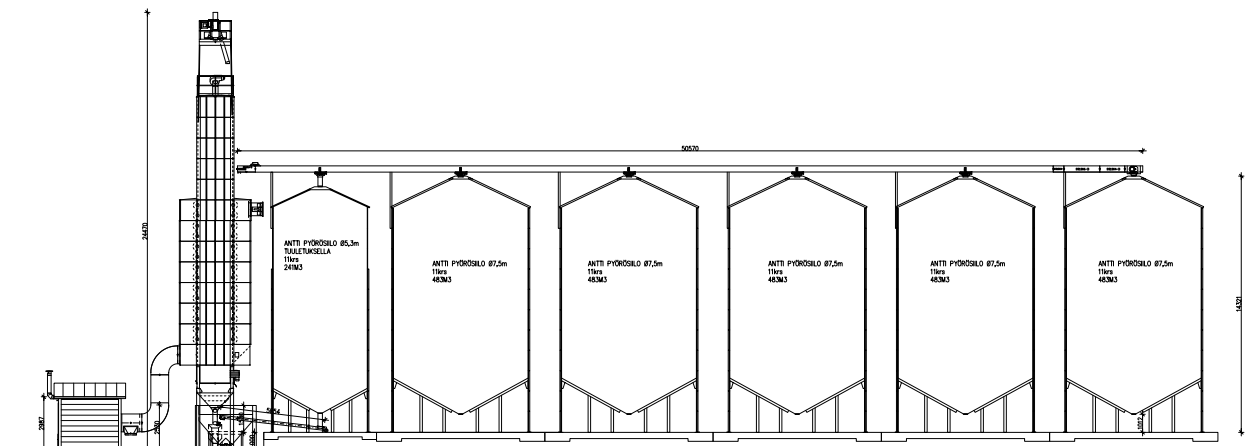 50570
24470
14321
ANTTI PYÖRÖSIILO Ø5,3m
TUULETUKSELLA
11krs
241M3
ANTTI PYÖRÖSIILO Ø7,5m
11krs
483M3
ANTTI PYÖRÖSIILO Ø7,5m
11krs
483M3
ANTTI PYÖRÖSIILO Ø7,5m
11krs
483M3
ANTTI PYÖRÖSIILO Ø7,5m
11krs
483M3
ANTTI PYÖRÖSIILO Ø7,5m
11krs
483M3
2987
1002